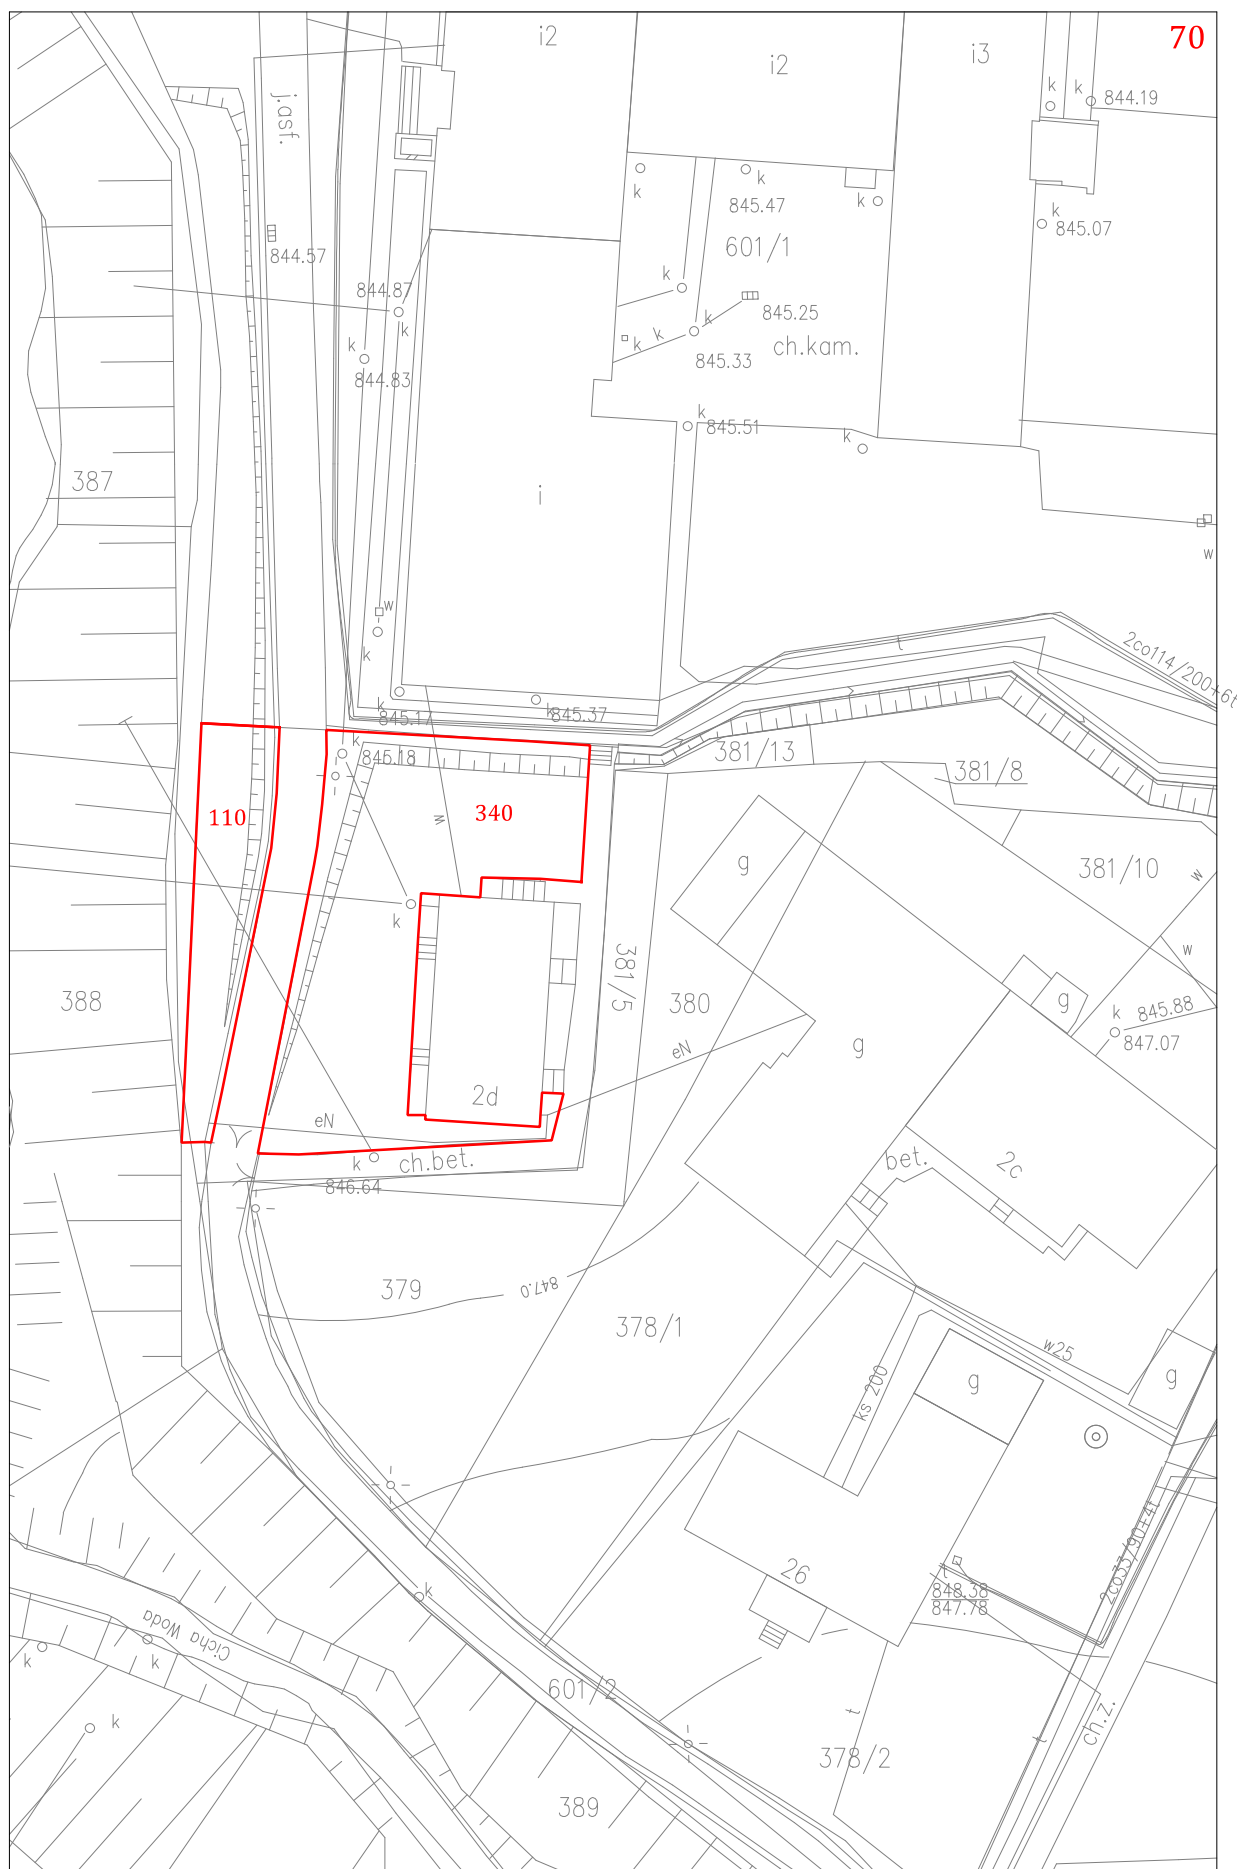 70
i2
i2
i3
k
k
844.19
j.asf.
k
k
845.47
k
k
845.07
844.57
601/1
844.87
k
k
845.25
k
k
k
k
845.33
ch.kam.
k
844.83
k
845.51
k
387
i
w
w
k
t
2co114/200+6t
k
845.17
k
845.37
k
845.18
381/13
381/8
110
340
w
g
381/10
w
k
w
381/5
388
380
g
k
845.88
847.07
g
eN
2d
eN
k
ch.bet.
846.64
bet.
2c
379
847.0
378/1
w25
g
g
ks 200
2co33/90+4t
26
t
848.38
847.78
k
Cicha Woda
k
k
k
601/2
t
t
ch.z.
378/2
389